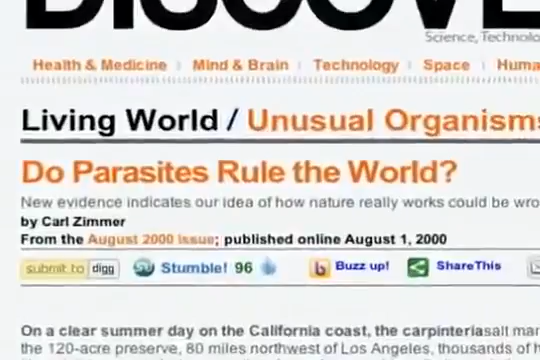 DISCOVE
Science, Technolo
Health & Medicine | Mind & Brain | Technology | Space | Huma
Living World / Unusual Organisms
Do Parasites Rule the World?
New evidence indicates our idea of how nature really works could be wro
by Carl Zimmer
From the August 2000 issue; published online August 1, 2000
submit to digg Stumble! 96 Buzz up! ShareThis
On a clear summer day on the California coast, the carpinteria salt mar
the 120-acre preserve, 80 miles northwest of Los Angeles, thousands of h